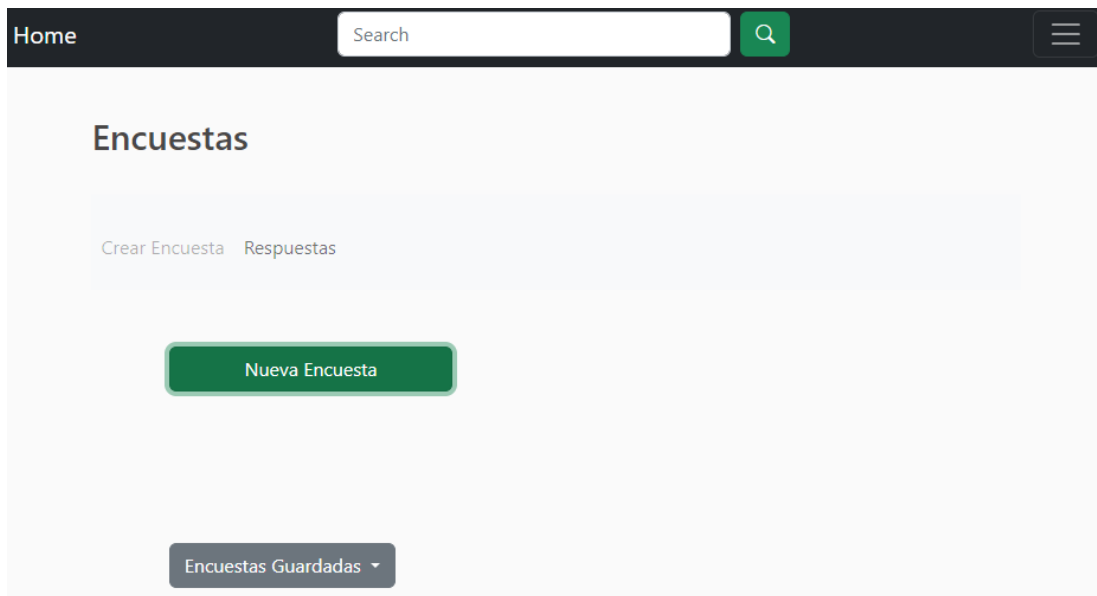 Home Search
Encuestas
Crear Encuesta Respuestas
Nueva Encuesta
Encuestas Guardadas